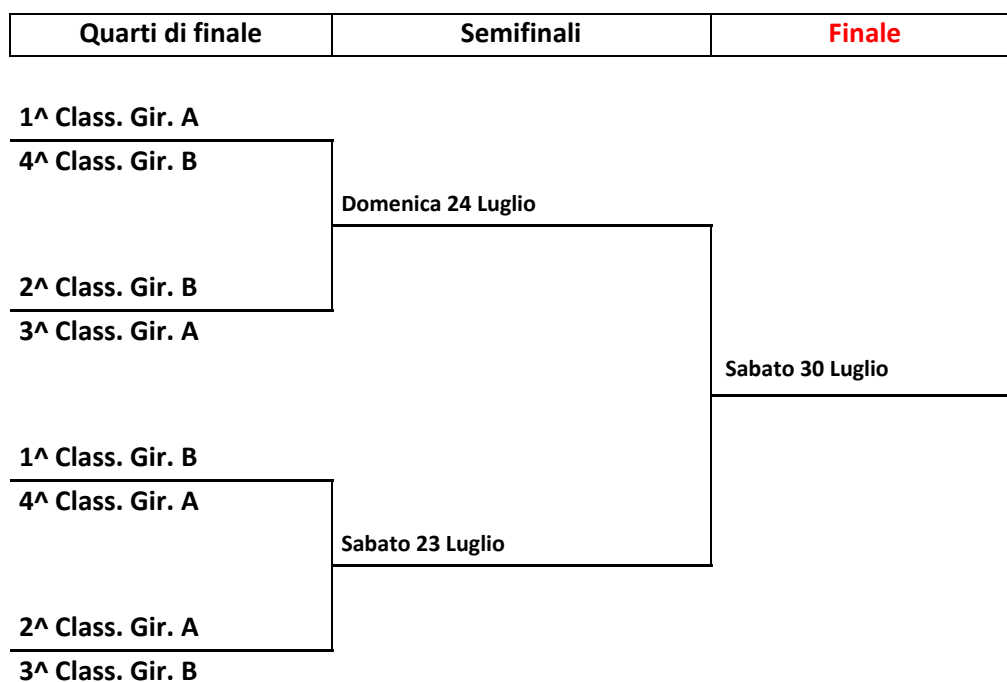 Quarti di finale Semifinali Finale
1^ Class. Gir. A
4^ Class. Gir. B
Domenica 24 Luglio
2^ Class. Gir. B
3^ Class. Gir. A
Sabato 30 Luglio
1^ Class. Gir. B
4^ Class. Gir. A
Sabato 23 Luglio
2^ Class. Gir. A
3^ Class. Gir. B